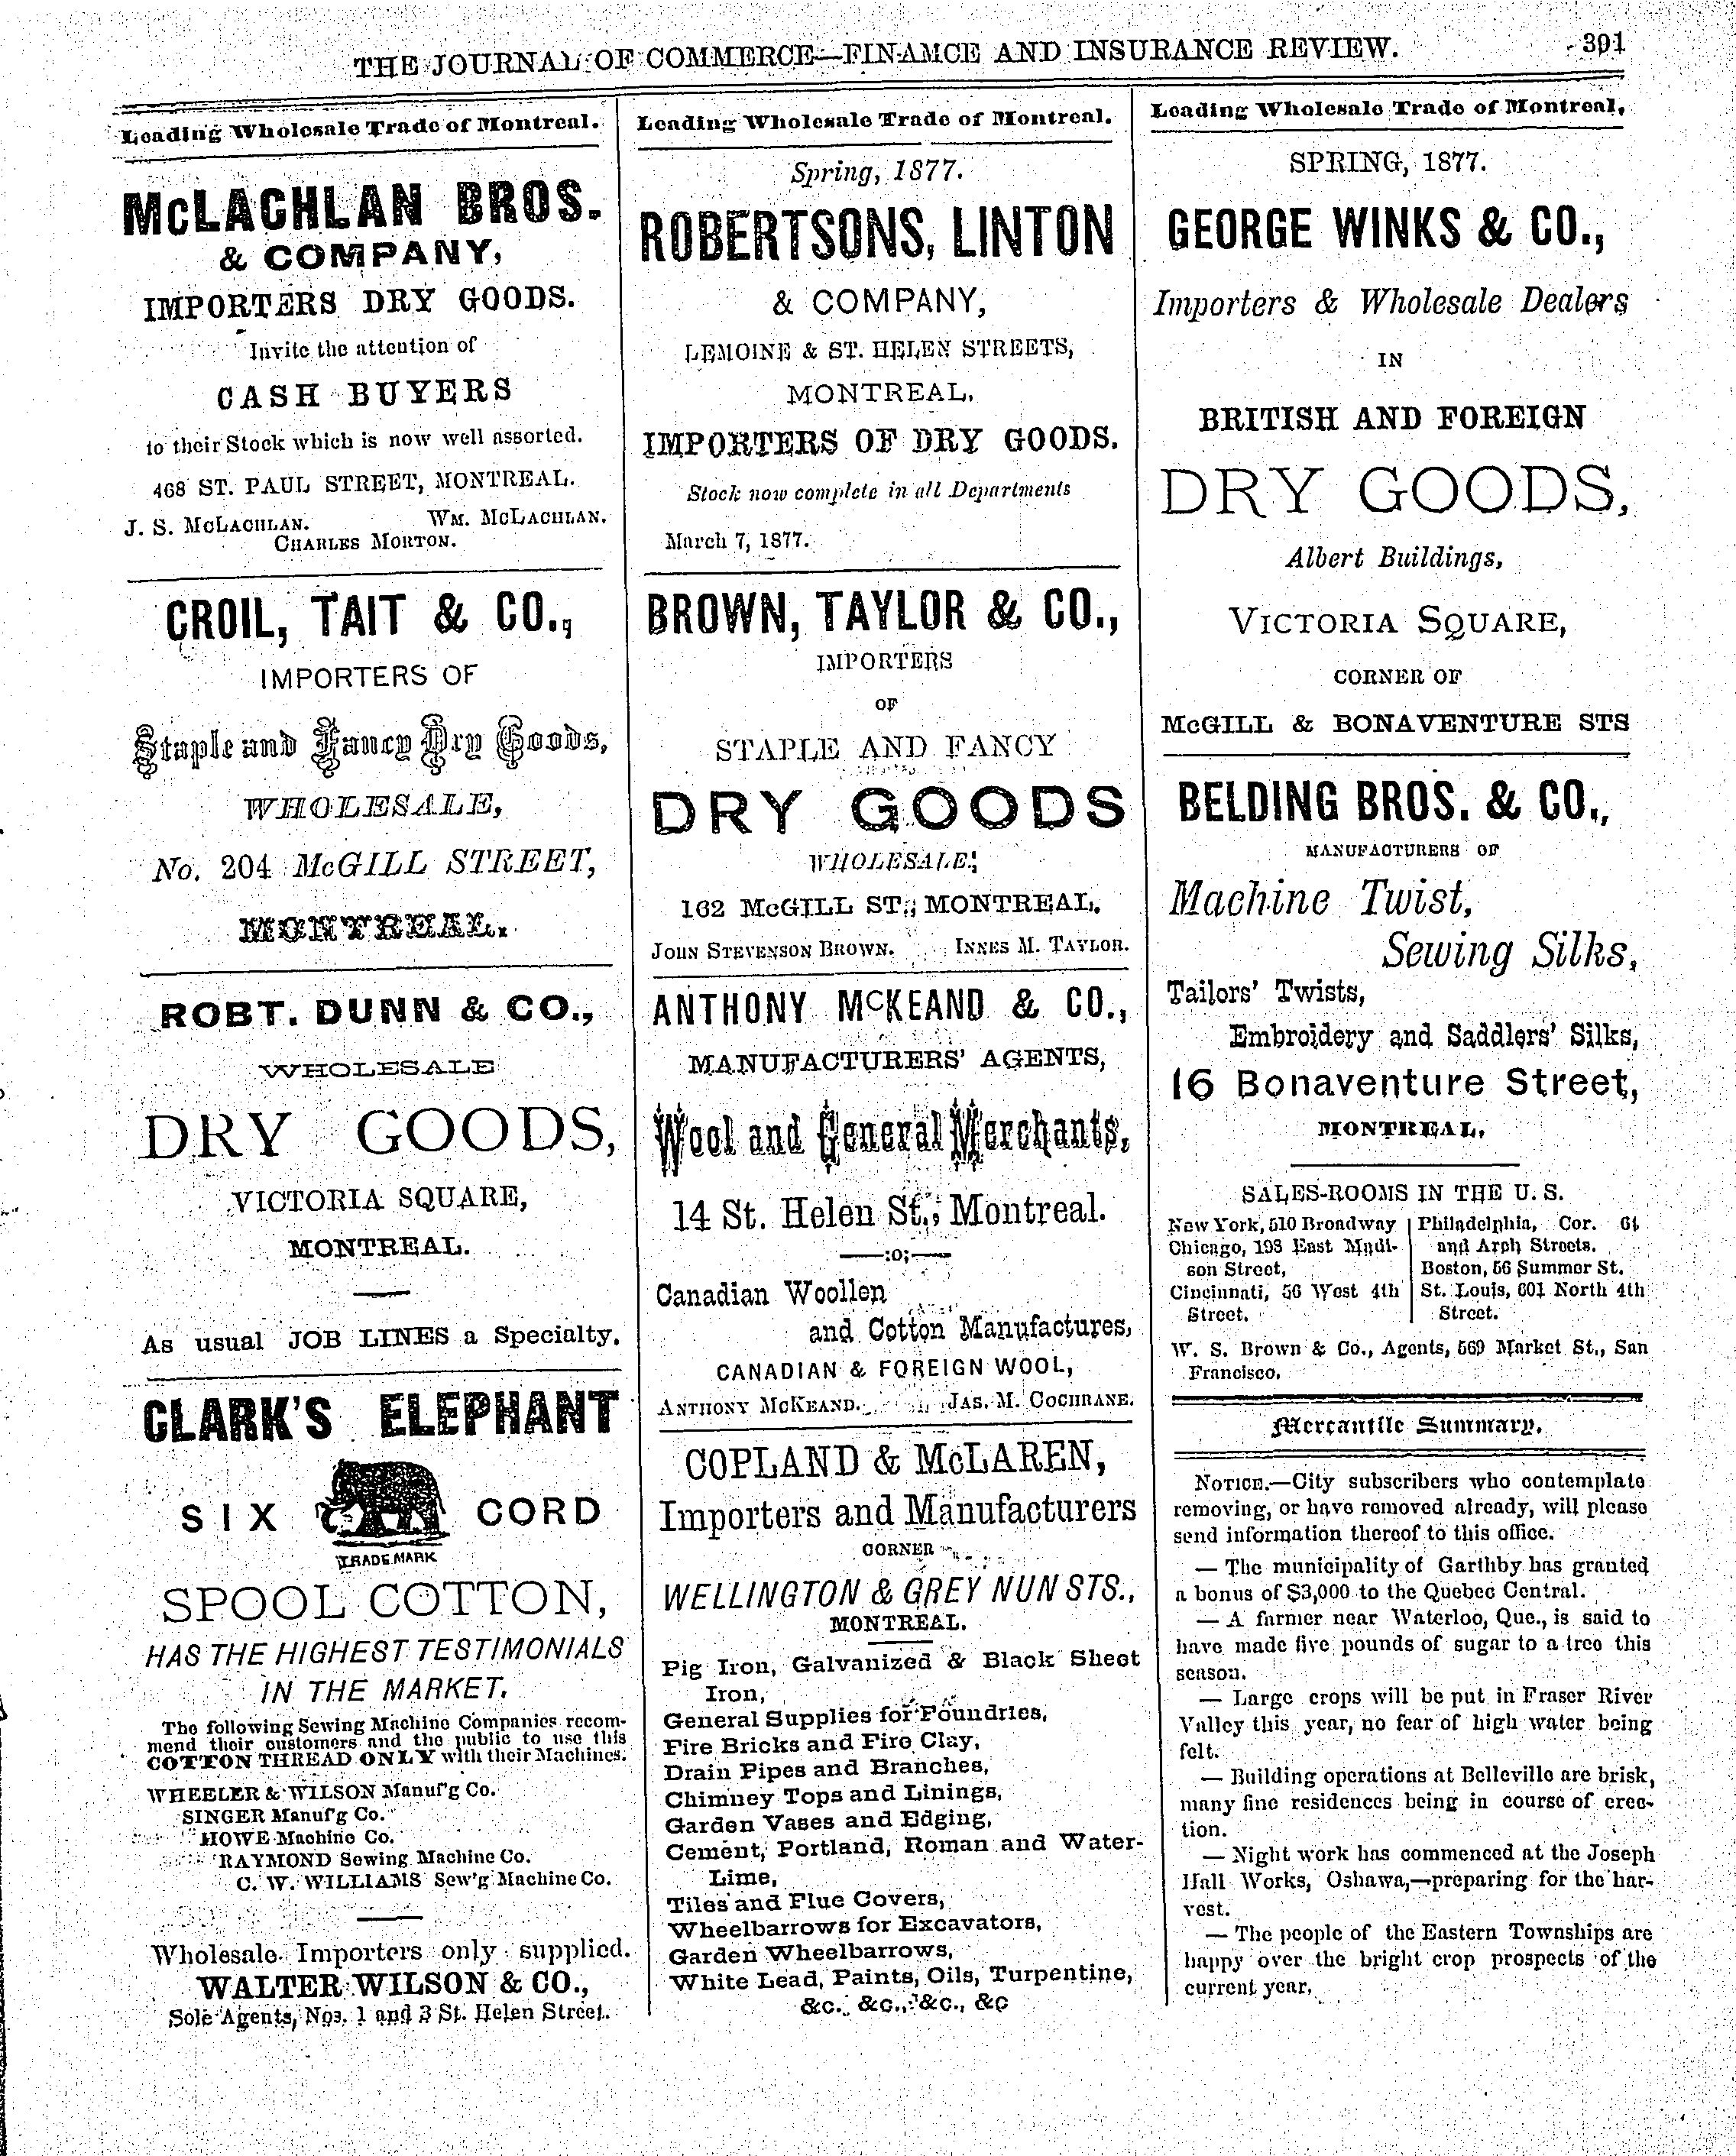 THE JOURNAL OF COMMERCE—FINAMCE AND INSURANCE REVIEW. 391
Leading Wholesale Trade of Montreal.
McLACHLAN BROS.
& COMPANY,
IMPORTERS DRY GOODS.
Invite the attention of
CASH BUYERS
to their Stock which is now well assorted.
468 ST. PAUL STREET, MONTREAL.
J. S. McLACHLAN. WM. McLACHLAN.
CHARLES MORTON.
CROIL, TAIT & CO.,
IMPORTERS OF
Staple and Fancy Dry Goods,
WHOLESALE,
No. 204 McGILL STREET,
MONTREAL.
ROBT. DUNN & CO.,
WHOLESALE
DRY GOODS,
VICTORIA SQUARE,
MONTREAL.
As usual JOB LINES a Specialty.
CLARK'S ELEPHANT
SIX CORD
TRADE MARK
SPOOL COTTON,
HAS THE HIGHEST TESTIMONIALS
IN THE MARKET.
The following Sewing Machine Companies recom-
mend their customers and the public to use this
COTTON THREAD ONLY with their Machines.
WHEELER & WILSON Manuf'g Co.
SINGER Manuf'g Co.
HOWE Machine Co.
RAYMOND Sewing Machine Co.
C. W. WILLIAMS Sew'g Machine Co.
Wholesale Importers only supplied.
WALTER WILSON & CO.,
Sole Agents, Nos. 1 and 3 St. Helen Street.
Leading Wholesale Trade of Montreal.
Spring, 1877.
ROBERTSONS, LINTON
& COMPANY,
LEMOINE & ST. HELEN STREETS,
MONTREAL,
IMPORTERS OF DRY GOODS.
Stock now complete in all Departments
March 7, 1877.
BROWN, TAYLOR & CO.,
IMPORTERS
OF
STAPLE AND FANCY
DRY GOODS
WHOLESALE;
162 McGILL ST., MONTREAL.
JOHN STEVENSON BROWN. INNES M. TAYLOR.
ANTHONY McKEAND & CO.,
MANUFACTURERS' AGENTS,
Wool and General Merchants,
14 St. Helen St., Montreal.
—:o:—
Canadian Woollen
and Cotton Manufactures,
CANADIAN & FOREIGN WOOL,
ANTHONY McKEAND. JAS. M. COCHRANE.
COPLAND & McLAREN,
Importers and Manufacturers
CORNER
WELLINGTON & GREY NUN STS.,
MONTREAL.
Pig Iron, Galvanized & Black Sheet
Iron,
General Supplies for Foundries,
Fire Bricks and Fire Clay,
Drain Pipes and Branches,
Chimney Tops and Linings,
Garden Vases and Edging,
Cement, Portland, Roman and Water-
Lime,
Tiles and Flue Covers,
Wheelbarrows for Excavators,
Garden Wheelbarrows,
White Lead, Paints, Oils, Turpentine,
&c., &c., &c., &c
Leading Wholesale Trade of Montreal,
SPRING, 1877.
GEORGE WINKS & CO.,
Importers & Wholesale Dealers
IN
BRITISH AND FOREIGN
DRY GOODS,
Albert Buildings,
VICTORIA SQUARE,
CORNER OF
McGILL & BONAVENTURE STS
BELDING BROS. & CO.,
MANUFACTURERS OF
Machine Twist,
Sewing Silks,
Tailors' Twists,
Embroidery and Saddlers' Silks,
16 Bonaventure Street,
MONTREAL,
SALES-ROOMS IN THE U. S.
New York, 510 Broadway
Chicago, 193 East Madi-
son Street,
Cincinnati, 56 West 4th
Street.
Philadelphia, Cor. 6t
and Arph Streets.
Boston, 56 Summer St.
St. Louis, 601 North 4th
Street.
W. S. Brown & Co., Agents, 569 Market St., San
Francisco.
Mercantile Summary.
NOTICE.—City subscribers who contemplate
removing, or have removed already, will please
send information thereof to this office.
— The municipality of Garthby has granted
a bonus of $3,000 to the Quebec Central.
— A farmer near Waterloo, Que., is said to
have made five pounds of sugar to a tree this
season.
— Large crops will be put in Fraser River
Valley this year, no fear of high water being
felt.
— Building operations at Belleville are brisk,
many fine residences being in course of erec-
tion.
— Night work has commenced at the Joseph
Hall Works, Oshawa,—preparing for the har-
vest.
— The people of the Eastern Townships are
happy over the bright crop prospects of the
current year.